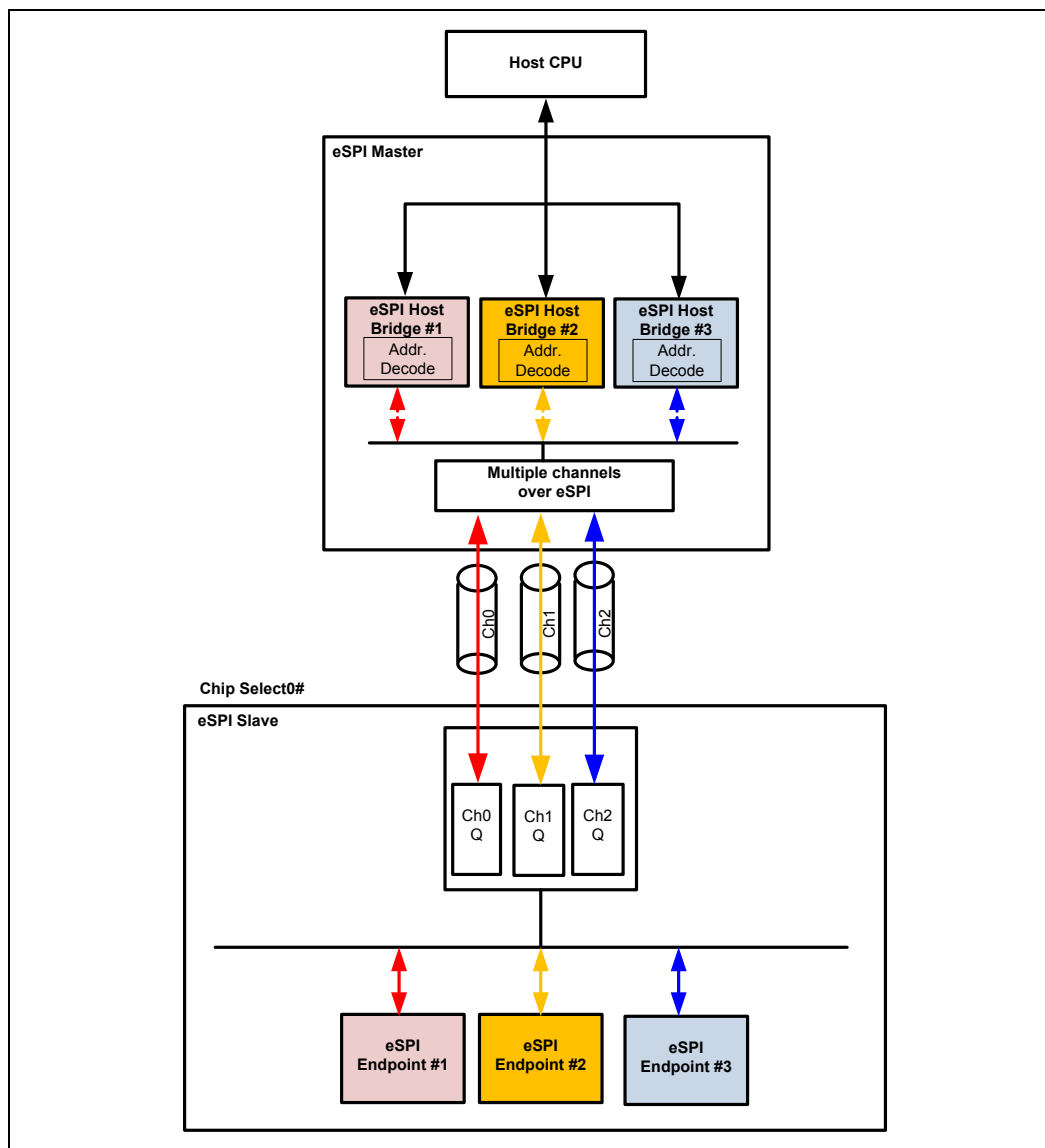 Host CPU
eSPI Master
eSPI Host
Bridge #1
Addr.
Decode
eSPI Host
Bridge #2
Addr.
Decode
eSPI Host
Bridge #3
Addr.
Decode
Multiple channels
over eSPI
Ch0
Ch1
Ch2
Chip Select0#
eSPI Slave
Ch0
Q
Ch1
Q
Ch2
Q
eSPI
Endpoint #1
eSPI
Endpoint #2
eSPI
Endpoint #3